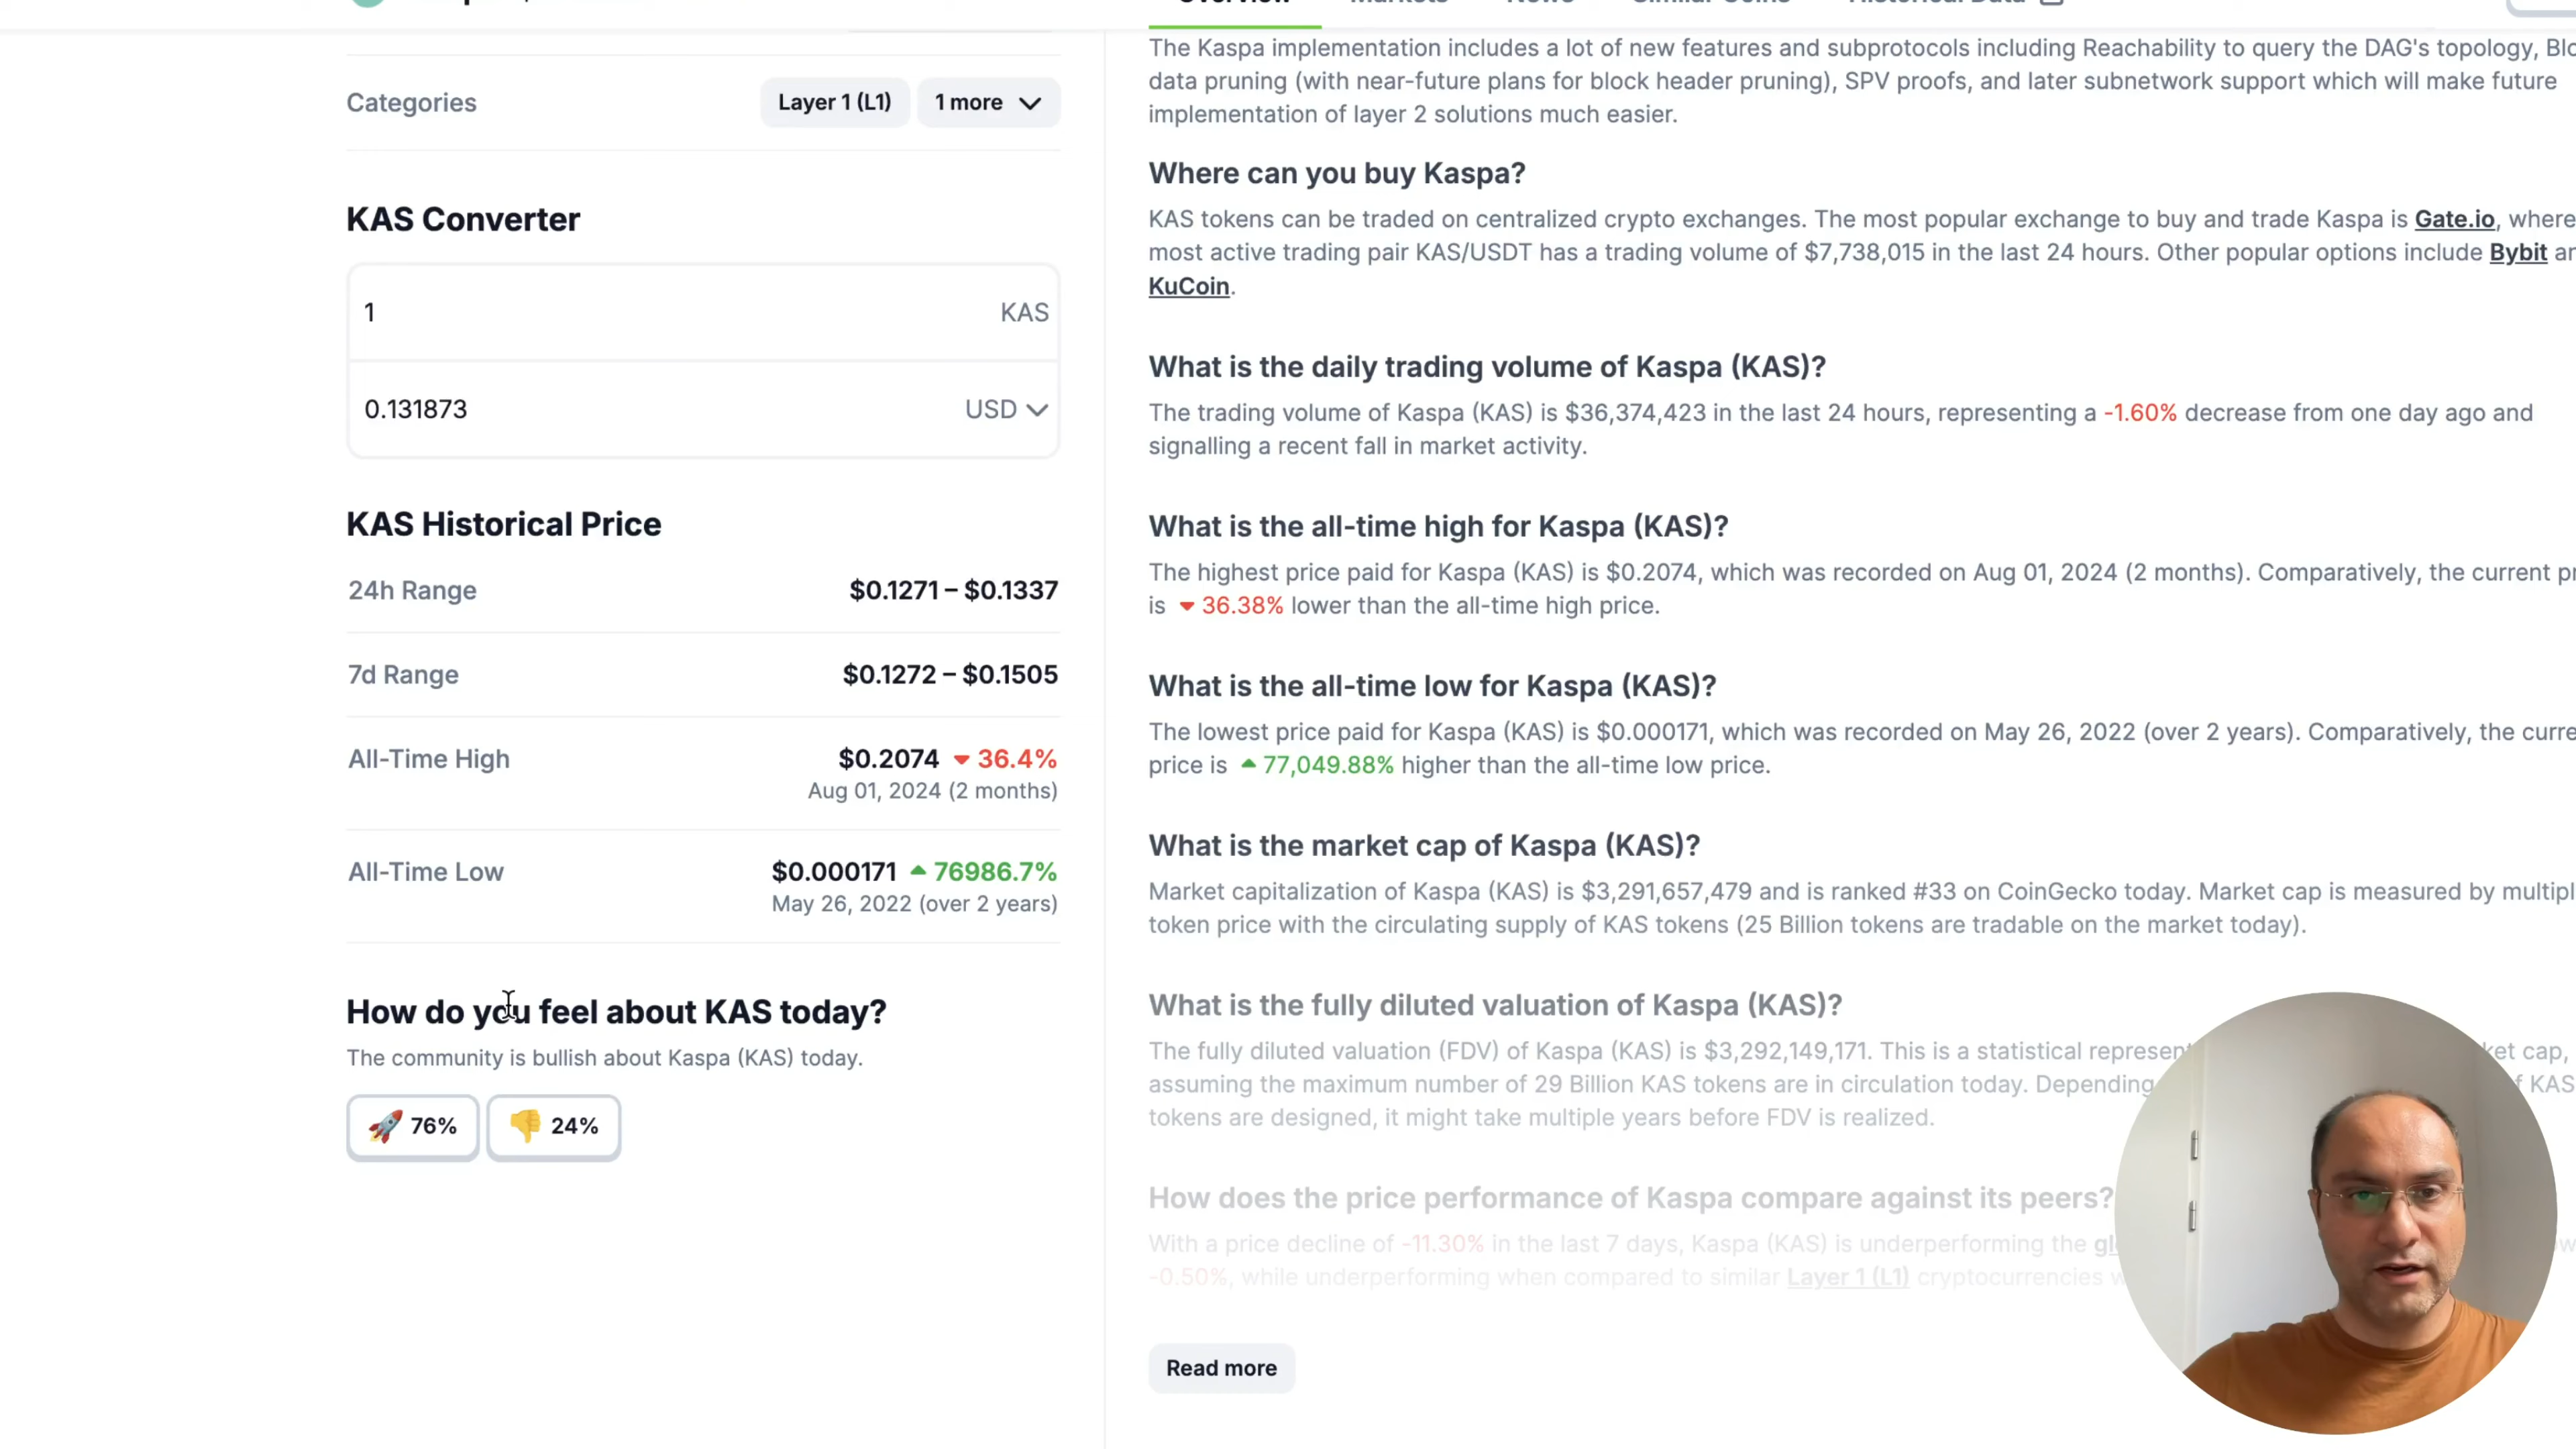 Overview
Categories
Layer 1 (L1)
1 more
KAS Converter
1
KAS
0.131873
USD
KAS Historical Price
24h Range
$0.1271 – $0.1337
7d Range
$0.1272 – $0.1505
All-Time High
$0.2074 36.4%
Aug 01, 2024 (2 months)
All-Time Low
$0.000171 76986.7%
May 26, 2022 (over 2 years)
How do you feel about KAS today?
The community is bullish about Kaspa (KAS) today.
76%
24%
The Kaspa implementation includes a lot of new features and subprotocols including Reachability to query the DAG's topology,
data pruning (with near-future plans for block header pruning), SPV proofs, and later subnetwork support which will make future
implementation of layer 2 solutions much easier.
Where can you buy Kaspa?
KAS tokens can be traded on centralized crypto exchanges. The most popular exchange to buy and trade Kaspa is Gate.io, where
most active trading pair KAS/USDT has a trading volume of $7,738,015 in the last 24 hours. Other popular options include Bybit
KuCoin.
What is the daily trading volume of Kaspa (KAS)?
The trading volume of Kaspa (KAS) is $36,374,423 in the last 24 hours, representing a -1.60% decrease from one day ago and
signalling a recent fall in market activity.
What is the all-time high for Kaspa (KAS)?
The highest price paid for Kaspa (KAS) is $0.2074, which was recorded on Aug 01, 2024 (2 months). Comparatively, the current
is 36.38% lower than the all-time high price.
What is the all-time low for Kaspa (KAS)?
The lowest price paid for Kaspa (KAS) is $0.000171, which was recorded on May 26, 2022 (over 2 years). Comparatively, the
price is 77,049.88% higher than the all-time low price.
What is the market cap of Kaspa (KAS)?
Market capitalization of Kaspa (KAS) is $3,291,657,479 and is ranked #33 on CoinGecko today. Market cap is measured by
token price with the circulating supply of KAS tokens (25 Billion tokens are tradable on the market today).
What is the fully diluted valuation of Kaspa (KAS)?
The fully diluted valuation (FDV) of Kaspa (KAS) is $3,292,149,171. This is a statistical cap,
assuming the maximum number of 29 Billion KAS tokens are in circulation today. Depending KAS
tokens are designed, it might take multiple years before FDV is realized.
How does the price performance of Kaspa compare against its peers?
With a price decline of -11.30% in the last 7 days, Kaspa (KAS) is underperforming the
-0.50%, while underperforming when compared to similar Layer 1 (L1) cryptocurrencies
Read more